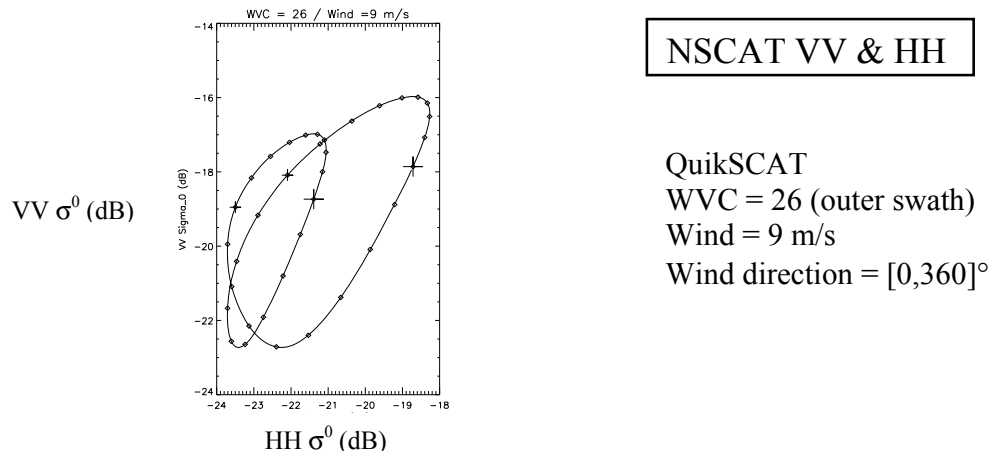 WVC = 26 / Wind =9 m/s
-14
-16
-18
-20
-22
-24
VV Sigma_0 (dB)
-24 -23 -22 -21 -20 -19 -18
VV σ⁰ (dB)
HH σ⁰ (dB)
NSCAT VV & HH
QuikSCAT
WVC = 26 (outer swath)
Wind = 9 m/s
Wind direction = [0,360]°